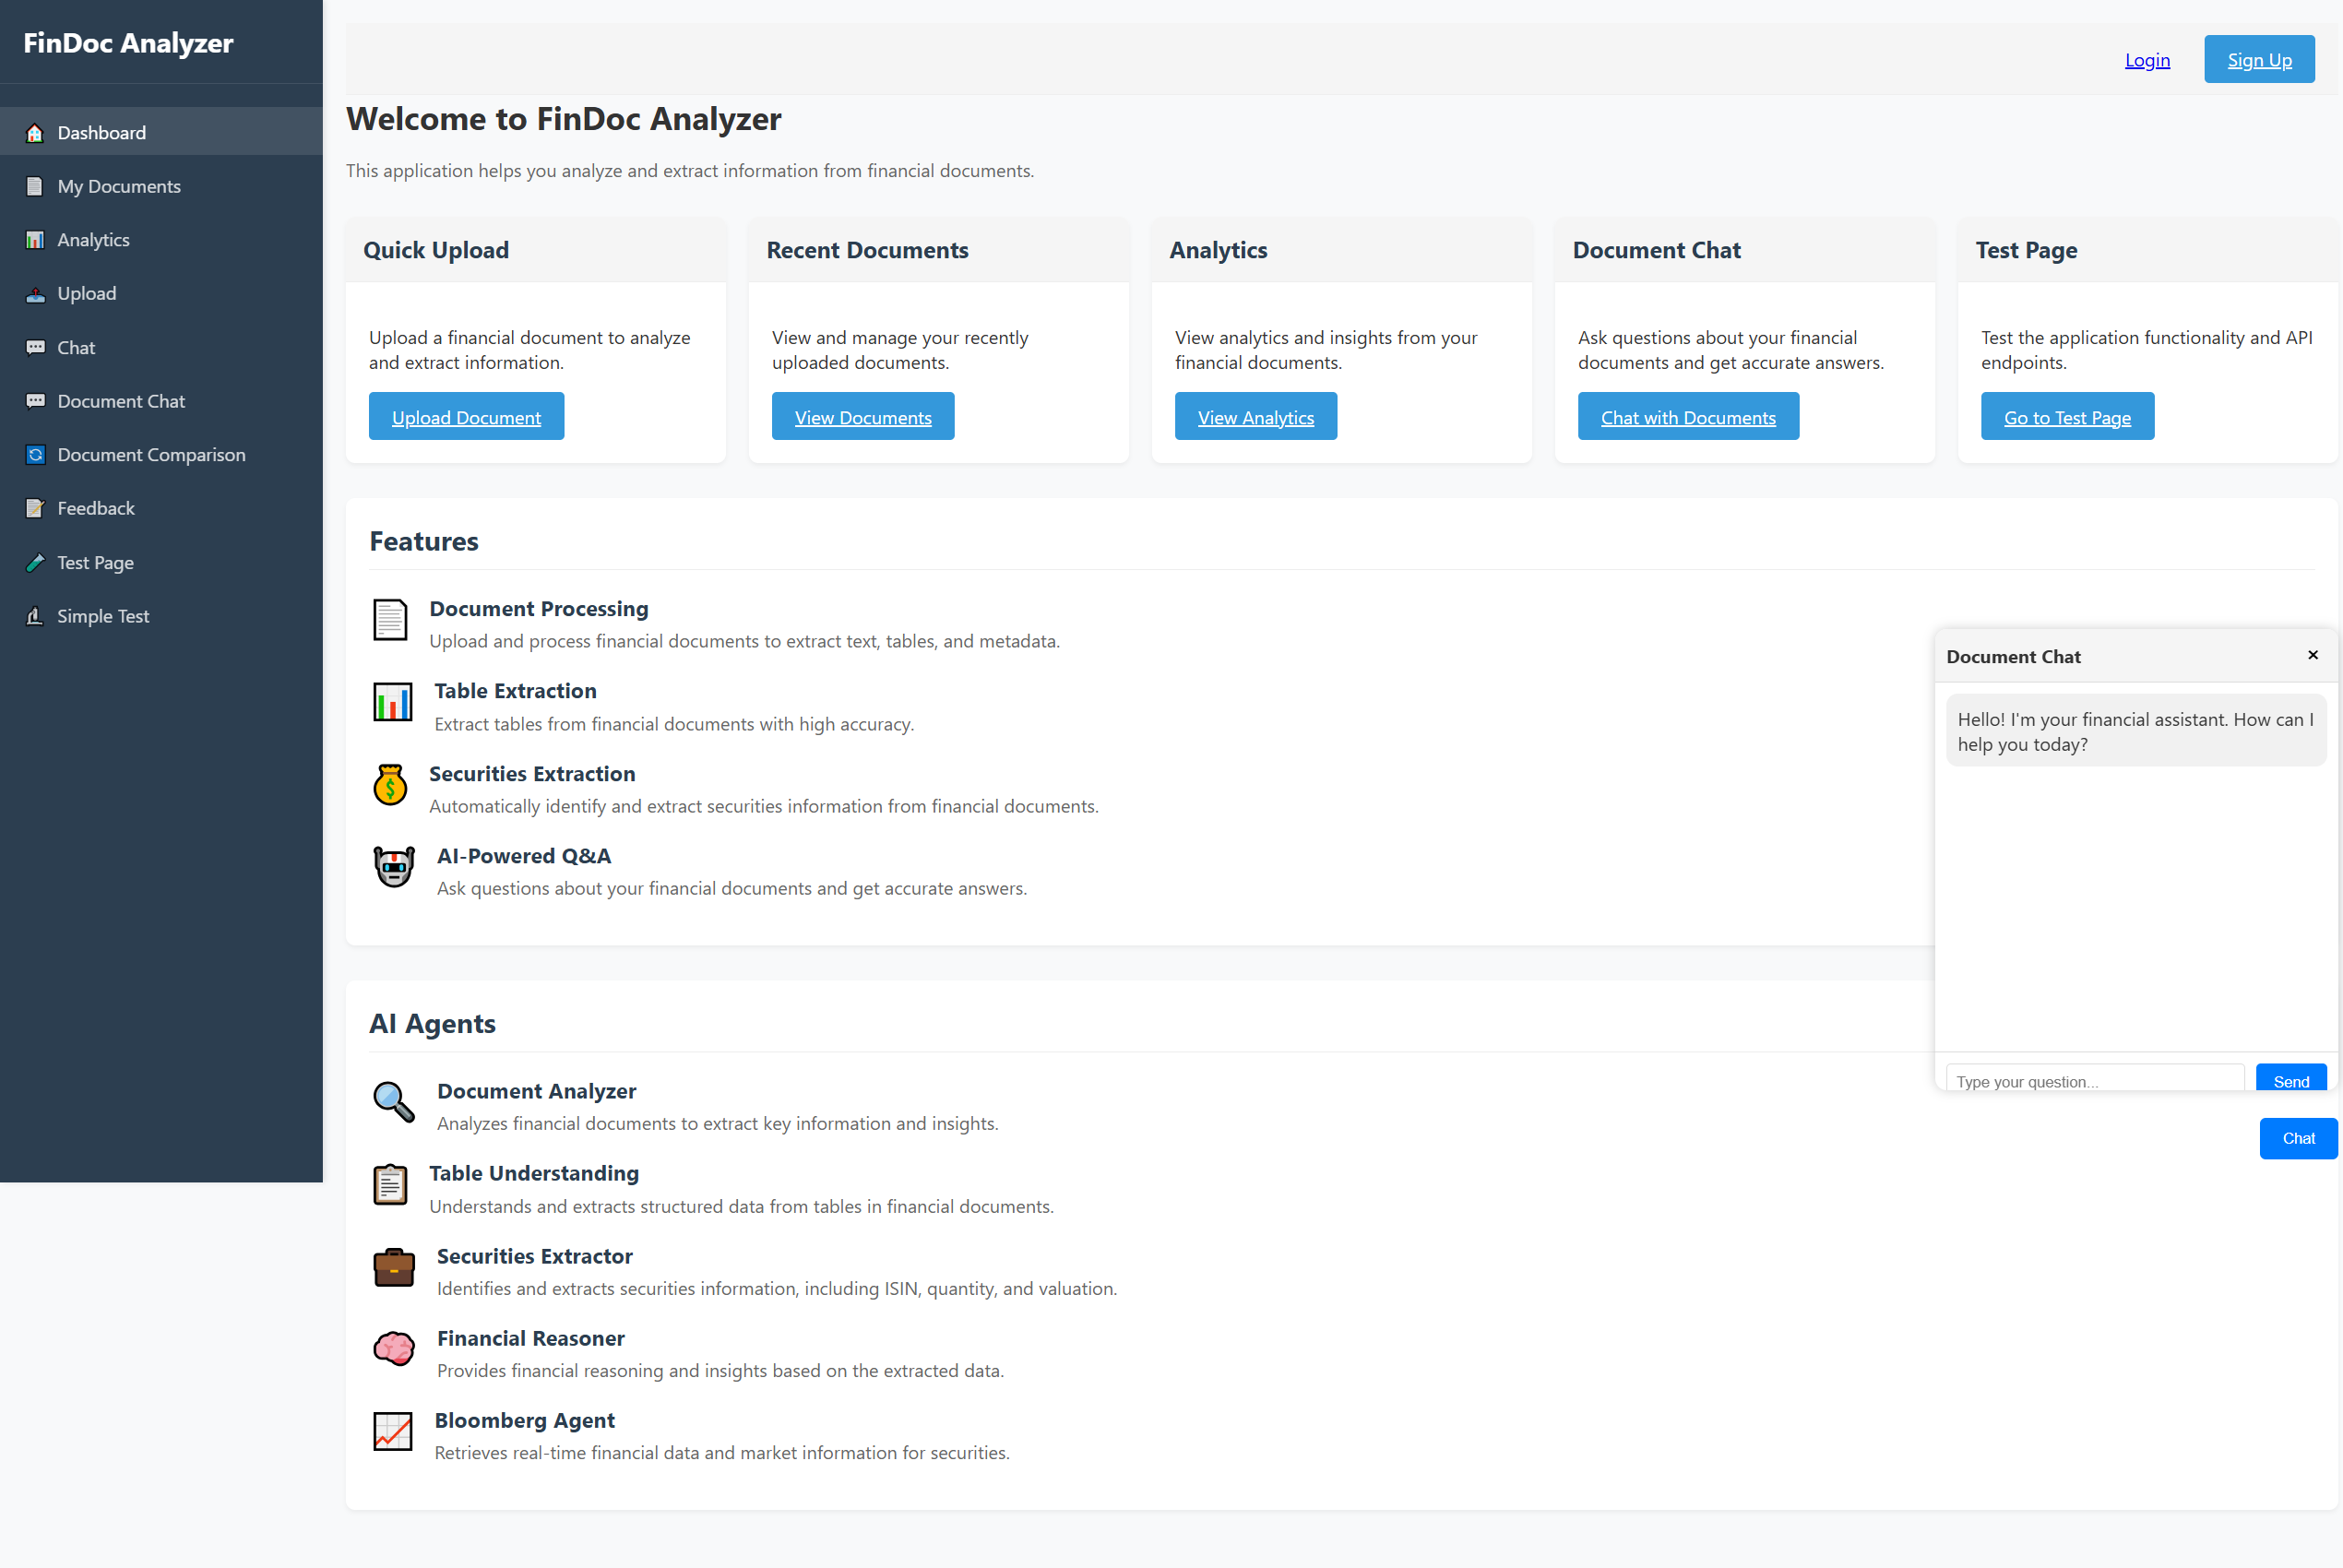 FinDoc Analyzer
Dashboard
My Documents
Analytics
Upload
Chat
Document Chat
Document Comparison
Feedback
Test Page
Simple Test
Login
Sign Up
Welcome to FinDoc Analyzer
This application helps you analyze and extract information from financial documents.
Quick Upload
Upload a financial document to analyze
and extract information.
Upload Document
Recent Documents
View and manage your recently
uploaded documents.
View Documents
Analytics
View analytics and insights from your
financial documents.
View Analytics
Document Chat
Ask questions about your financial
documents and get accurate answers.
Chat with Documents
Test Page
Test the application functionality and API
endpoints.
Go to Test Page
Features
Document Processing
Upload and process financial documents to extract text, tables, and metadata.
Table Extraction
Extract tables from financial documents with high accuracy.
Securities Extraction
Automatically identify and extract securities information from financial documents.
AI-Powered Q&A
Ask questions about your financial documents and get accurate answers.
AI Agents
Document Analyzer
Analyzes financial documents to extract key information and insights.
Table Understanding
Understands and extracts structured data from tables in financial documents.
Securities Extractor
Identifies and extracts securities information, including ISIN, quantity, and valuation.
Financial Reasoner
Provides financial reasoning and insights based on the extracted data.
Bloomberg Agent
Retrieves real-time financial data and market information for securities.
Document Chat
×
Hello! I'm your financial assistant. How can I
help you today?
Type your question...
Send
Chat